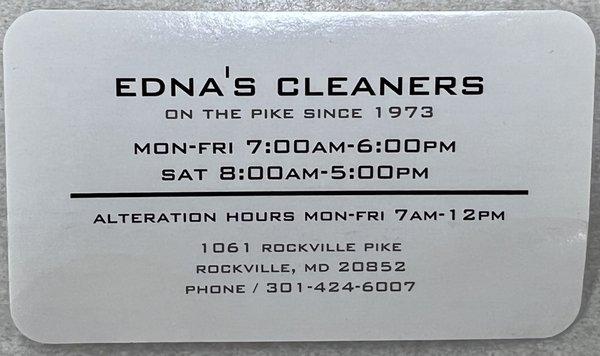 EDNA'S CLEANERS
ON THE PIKE SINCE 1973
MON-FRI 7:00AM-6:00PM
SAT 8:00AM-5:00PM
ALTERATION HOURS MON-FRI 7AM-12PM
1061 ROCKVILLE PIKE
ROCKVILLE, MD 20852
PHONE / 301-424-6007